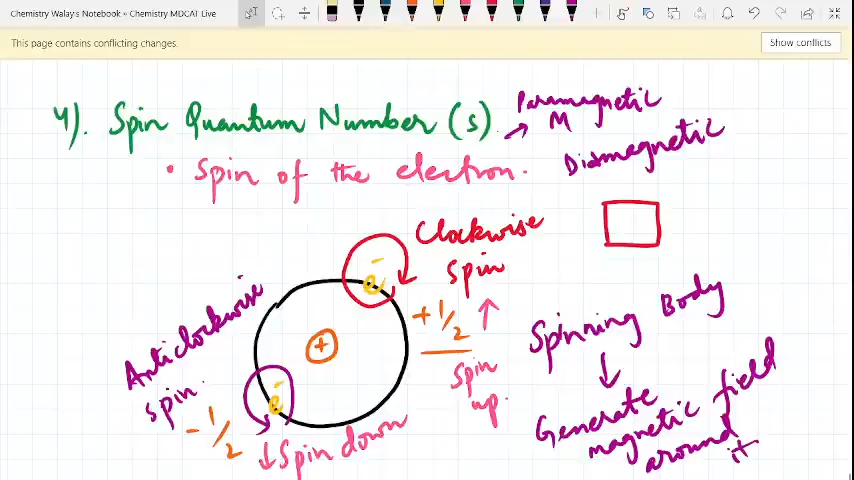 Chemistry Walay's Notebook » Chemistry MDCAT Live
This page contains conflicting changes.
Show conflicts
4). Spin Quantum Number (s).
Paramagnetic
M
Diamagnetic
• Spin of the electron.
Clockwise
spin
e-
+1/2
Spin
up.
+
Anticlockwise
spin.
e-
-1/2
Spin down
Spinning Body
Generate
magnetic field
around
it